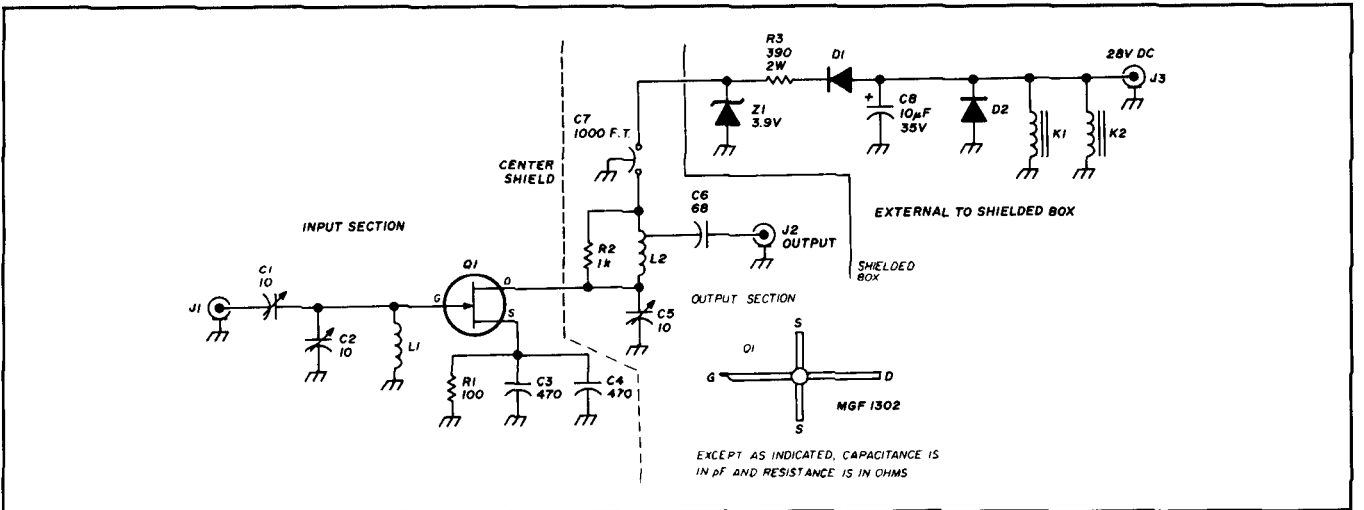 28V DC
J3
R3
390
2W
D1
C8
+
10µF
35V
D2
K1
K2
Z1
3.9V
C7
1000 F.T.
CENTER
SHIELD
C6
68
J2
OUTPUT
EXTERNAL TO SHIELDED BOX
SHIELDED
BOX
INPUT SECTION
R2
1k
L2
C1
10
J1
C2
10
L1
Q1
G
D
S
R1
100
C3
470
C4
470
C5
10
OUTPUT SECTION
Q1
S
G
D
S
MGF 1302
EXCEPT AS INDICATED, CAPACITANCE IS
IN pF AND RESISTANCE IS IN OHMS